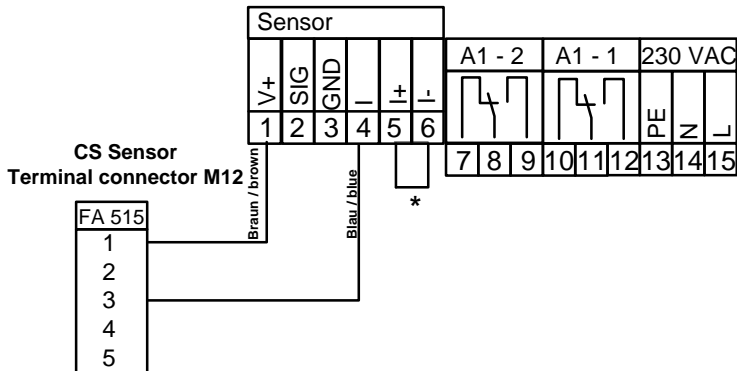 Sensor
V+ SIG GND I I+ I-
1 2 3 4 5 6
A1 - 2 A1 - 1 230 VAC
PE N L
7 8 9 10 11 12 13 14 15
*
CS Sensor
Terminal connector M12
Braun / brown
Blau / blue
FA 515
1
2
3
4
5